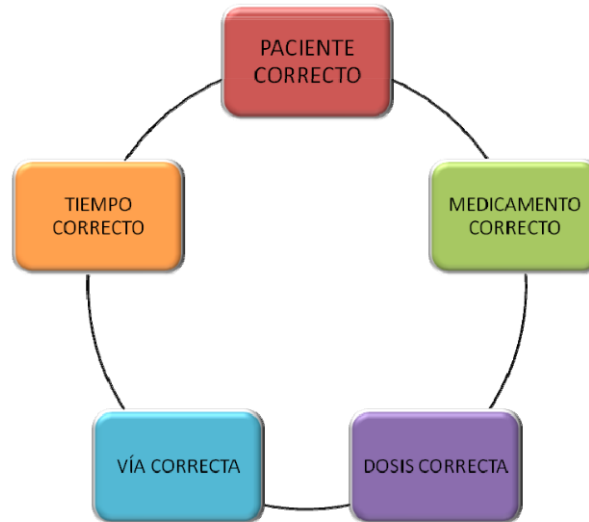 PACIENTE
CORRECTO
TIEMPO
CORRECTO
MEDICAMENTO
CORRECTO
VÍA CORRECTA
DOSIS CORRECTA